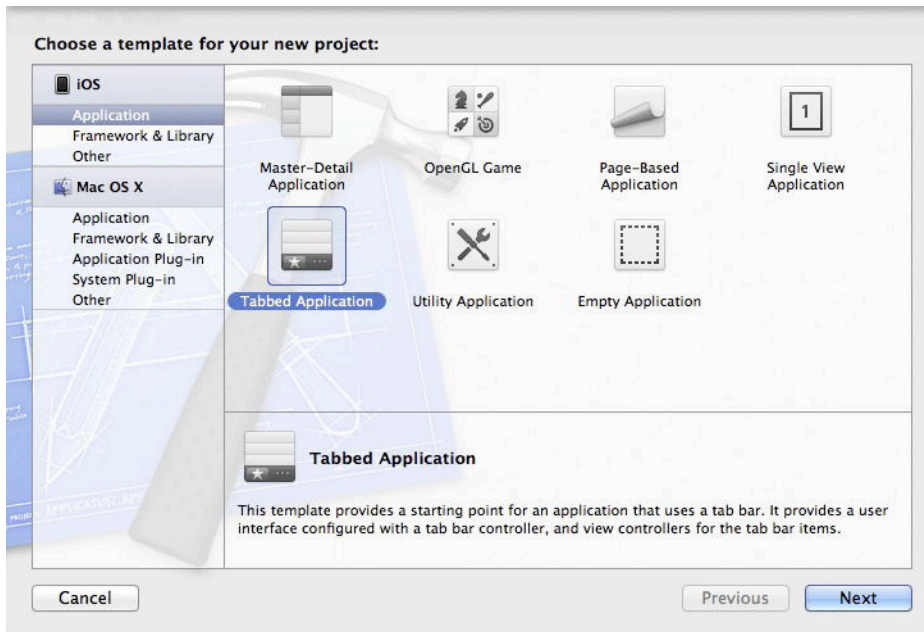 Choose a template for your new project:
iOS
Application
Framework & Library
Other
Mac OS X
Application
Framework & Library
Application Plug-in
System Plug-in
Other
Master-Detail
Application
OpenGL Game
Page-Based
Application
1
Single View
Application
Tabbed Application
Utility Application
Empty Application
Tabbed Application
This template provides a starting point for an application that uses a tab bar. It provides a user
interface configured with a tab bar controller, and view controllers for the tab bar items.
Cancel
Previous
Next